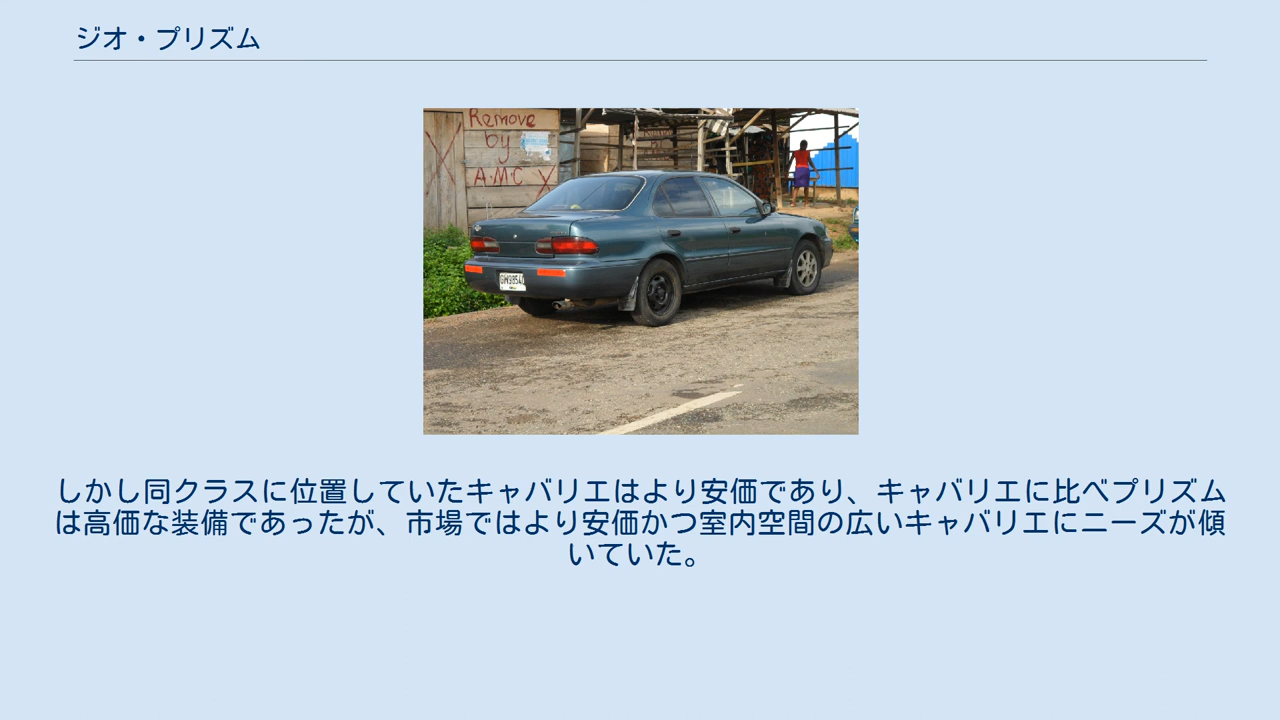 ジオ・プリズム
Remove
by
A.M.C X
しかし同クラスに位置していたキャバリエはより安価であり、キャバリエに比べプリズム
は高価な装備であったが、市場ではより安価かつ室内空間の広いキャバリエにニーズが傾
いていた。